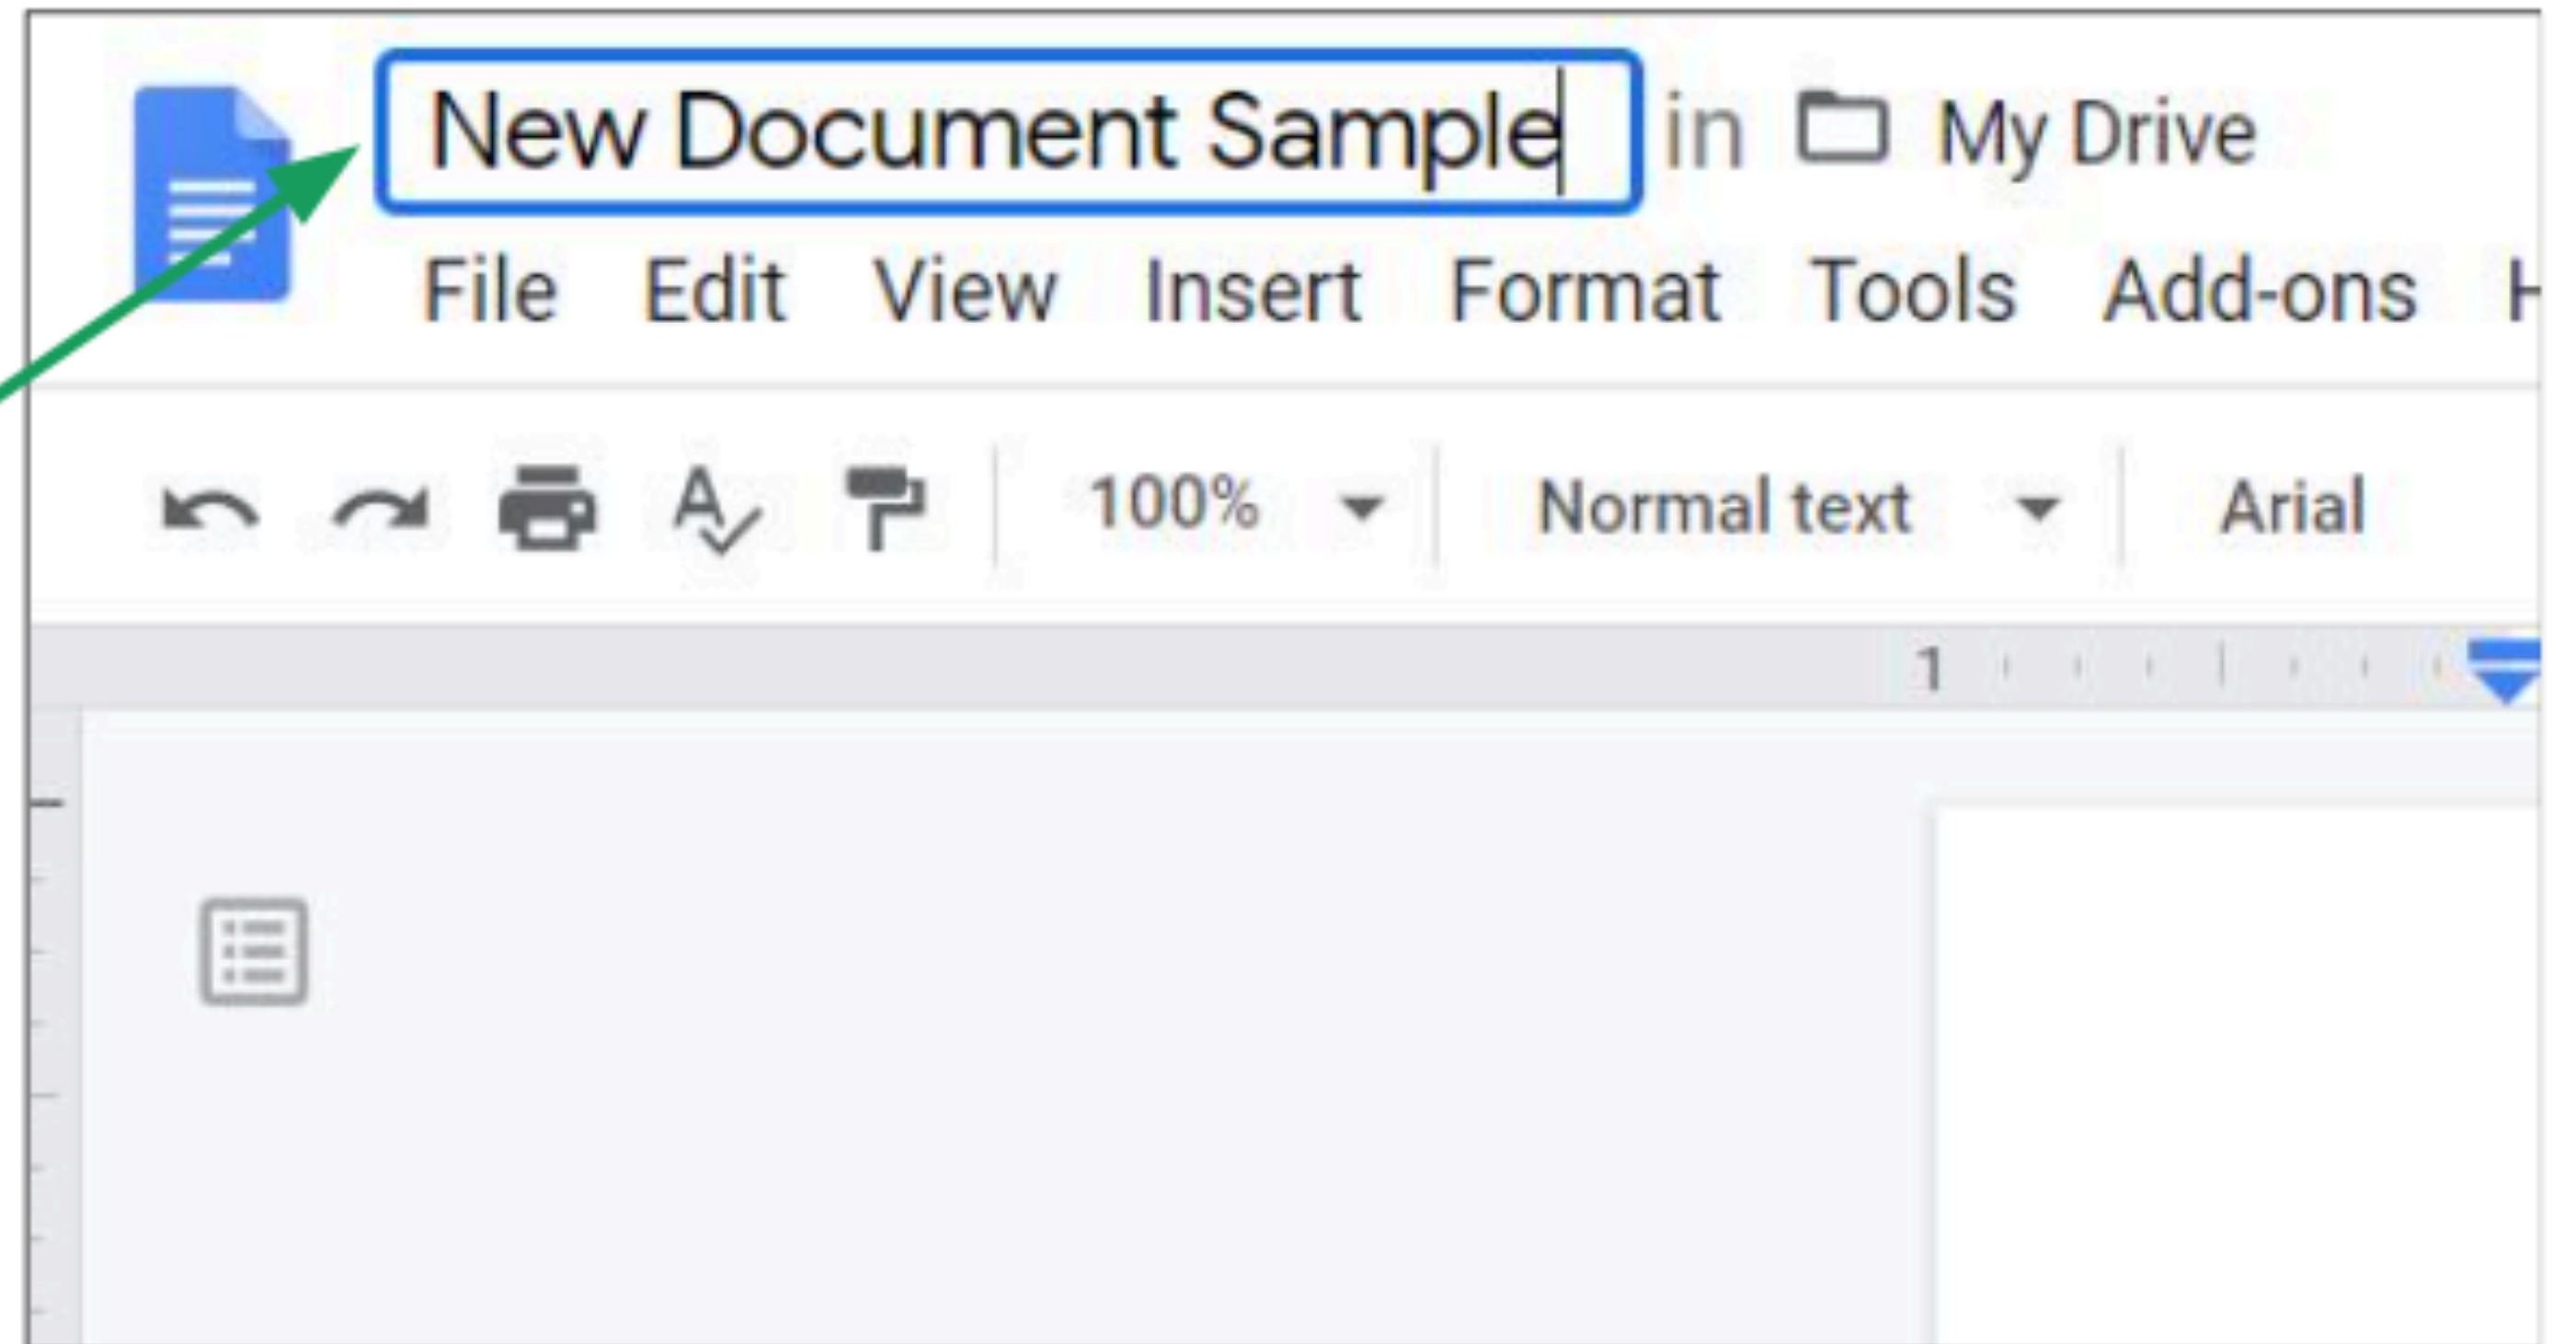 New Document Sample in My Drive
File Edit View Insert Format Tools Add-ons H
100% Normal text Arial
1